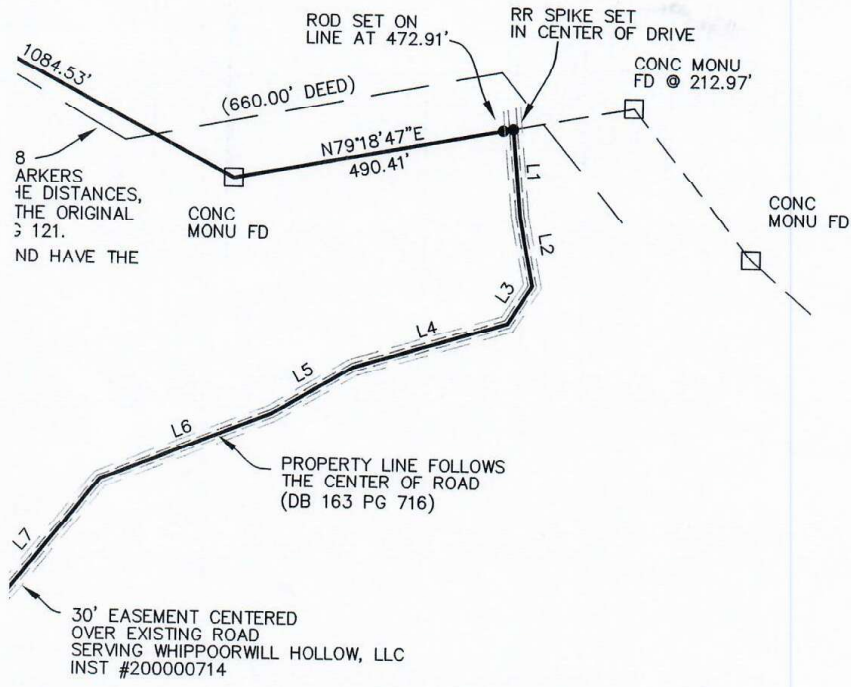 ROD SET ON
LINE AT 472.91'
RR SPIKE SET
IN CENTER OF DRIVE
CONC MONU
FD @ 212.97'
1084.53'
(660.00' DEED)
N79°18'47"E
490.41'
8
ARKERS
HE DISTANCES,
THE ORIGINAL
G 121.
ND HAVE THE
CONC
MONU FD
CONC
MONU FD
L1
L2
L3
L4
L5
L6
L7
PROPERTY LINE FOLLOWS
THE CENTER OF ROAD
(DB 163 PG 716)
30' EASEMENT CENTERED
OVER EXISTING ROAD
SERVING WHIPPOORWILL HOLLOW, LLC
INST #200000714